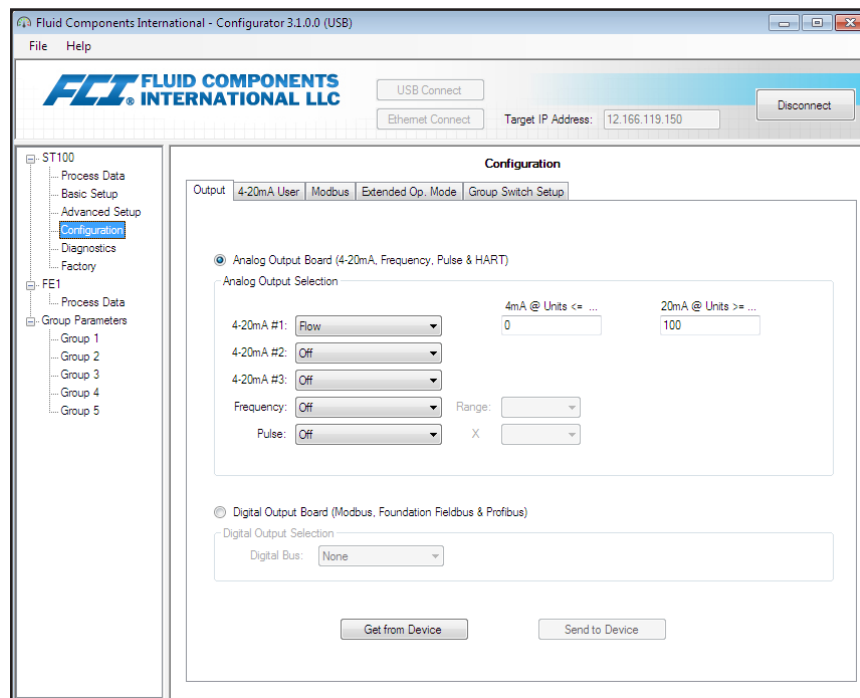 Fluid Components International - Configurator 3.1.0.0 (USB)
File Help
FCI® FLUID COMPONENTS
INTERNATIONAL LLC
USB Connect
Ethernet Connect
Target IP Address: 12.166.119.150
Disconnect
ST100
Process Data
Basic Setup
Advanced Setup
Configuration
Diagnostics
Factory
FE1
Process Data
Group Parameters
Group 1
Group 2
Group 3
Group 4
Group 5
Configuration
Output 4-20mA User Modbus Extended Op. Mode Group Switch Setup
Analog Output Board (4-20mA, Frequency, Pulse & HART)
Analog Output Selection
4mA @ Units <= ... 20mA @ Units >= ...
4-20mA #1: Flow 0 100
4-20mA #2: Off
4-20mA #3: Off
Frequency: Off Range:
Pulse: Off X
Digital Output Board (Modbus, Foundation Fieldbus & Profibus)
Digital Output Selection
Digital Bus: None
Get from Device Send to Device